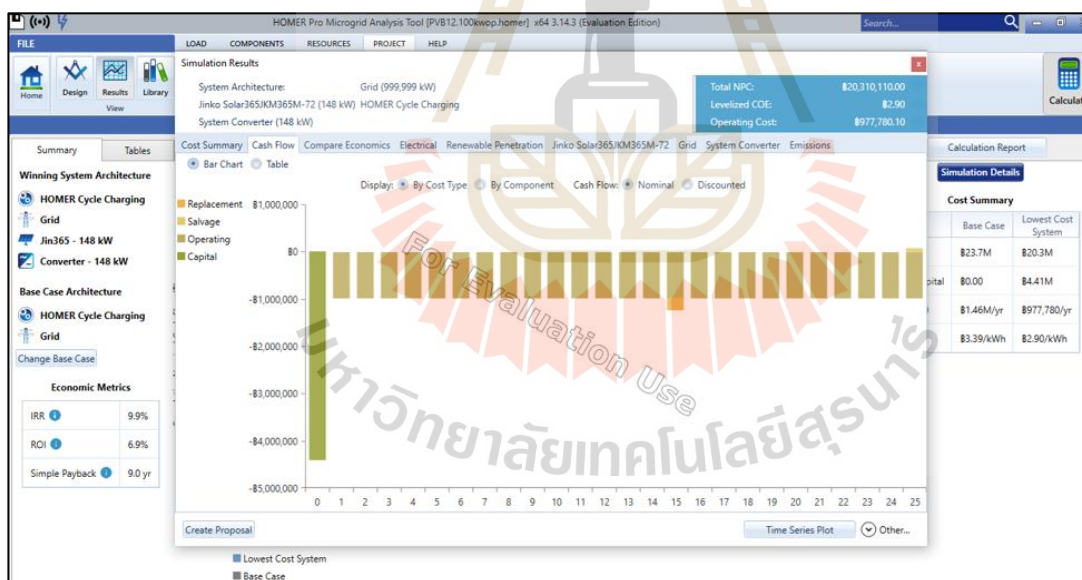 HOMER Pro Microgrid Analysis Tool [PVB12.100kwop.homer] x64 3.14.3 (Evaluation Edition)
Search...
FILE
LOAD COMPONENTS RESOURCES PROJECT HELP
Home Design Results Library
View
Calculat
Simulation Results
x
System Architecture: Grid (999,999 kW)
Jinko Solar365JKM365M-72 (148 kW) HOMER Cycle Charging
System Converter (148 kW)
Total NPC: ฿20,310,110.00
Levelized COE: ฿2.90
Operating Cost: ฿977,780.10
Summary Tables
Cost Summary Cash Flow Compare Economics Electrical Renewable Penetration Jinko Solar365JKM365M-72 Grid System Converter Emissions
Calculation Report
Bar Chart Table
Simulation Details
Display: By Cost Type By Component Cash Flow: Nominal Discounted
Winning System Architecture
HOMER Cycle Charging
Grid
Jin365 - 148 kW
Converter - 148 kW
Base Case Architecture
HOMER Cycle Charging
Grid
Change Base Case
Economic Metrics
IRR 9.9%
ROI 6.9%
Simple Payback 9.0 yr
Replacement
Salvage
Operating
Capital
฿1,000,000
฿0
-฿1,000,000
-฿2,000,000
-฿3,000,000
-฿4,000,000
-฿5,000,000
0 1 2 3 4 5 6 7 8 9 10 11 12 13 14 15 16 17 18 19 20 21 22 23 24 25
For Evaluation Use
มหาวิทยาลัยเทคโนโลยีสุรนารี
Cost Summary
Base Case Lowest Cost System
฿23.7M ฿20.3M
pital ฿0.00 ฿4.41M
฿1.46M/yr ฿977,780/yr
฿3.39/kWh ฿2.90/kWh
Create Proposal
Time Series Plot
Other...
Lowest Cost System
Base Case